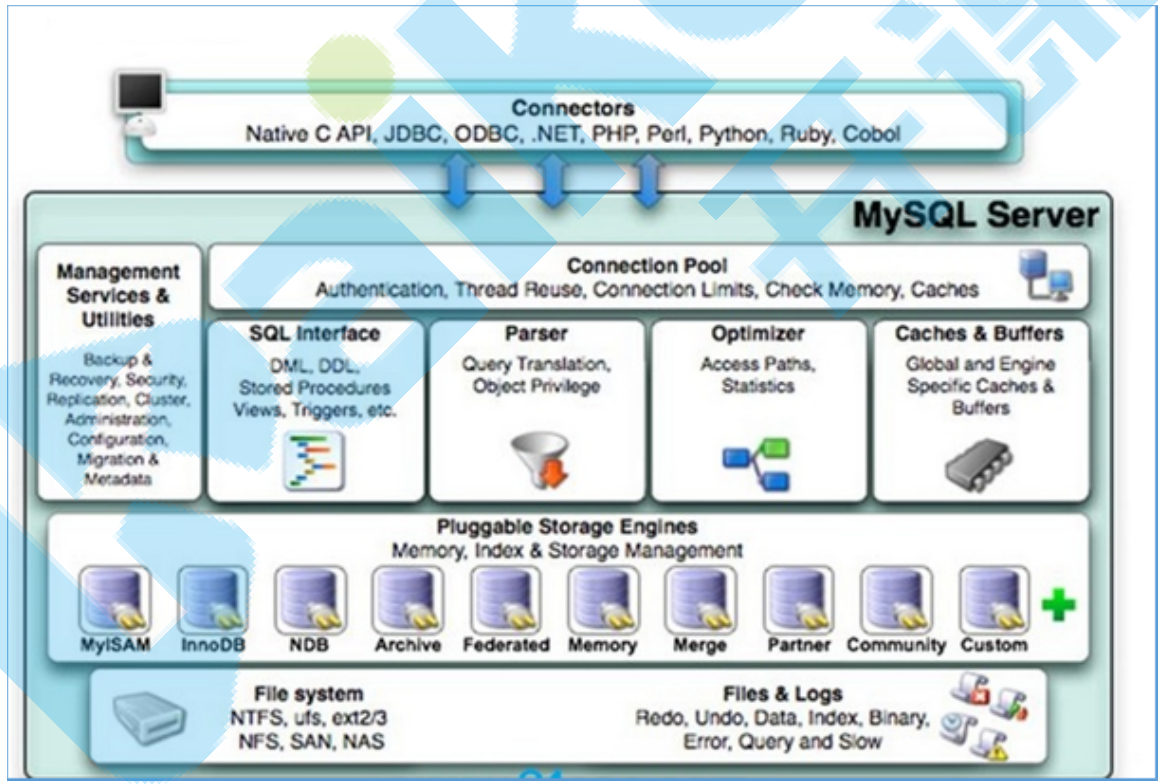 Connectors
Native C API, JDBC, ODBC, .NET, PHP, Perl, Python, Ruby, Cobol
MySQL Server
Management
Services &
Utilities
Backup &
Recovery, Security,
Replication, Cluster,
Administration,
Configuration,
Migration &
Metadata
Connection Pool
Authentication, Thread Reuse, Connection Limits, Check Memory, Caches
SQL Interface
DML, DDL,
Stored Procedures
Views, Triggers, etc.
Parser
Query Translation,
Object Privilege
Optimizer
Access Paths,
Statistics
Caches & Buffers
Global and Engine
Specific Caches &
Buffers
Pluggable Storage Engines
Memory, Index & Storage Management
MyISAM
InnoDB
NDB
Archive
Federated
Memory
Merge
Partner
Community
Custom
File system
NTFS, ufs, ext2/3
NFS, SAN, NAS
Files & Logs
Redo, Undo, Data, Index, Binary,
Error, Query and Slow